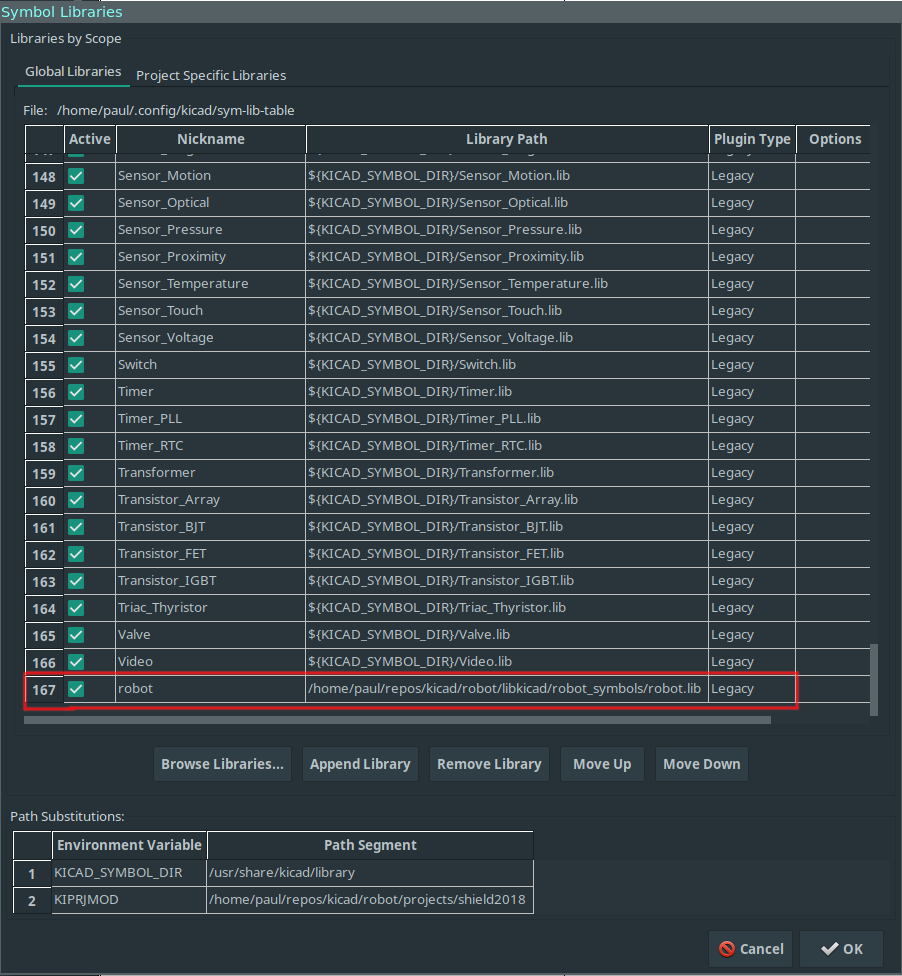 Symbol Libraries
Libraries by Scope
Global Libraries Project Specific Libraries
File: /home/paul/.config/kicad/sym-lib-table
Active Nickname Library Path Plugin Type Options
148 Sensor_Motion ${KICAD_SYMBOL_DIR}/Sensor_Motion.lib Legacy
149 Sensor_Optical ${KICAD_SYMBOL_DIR}/Sensor_Optical.lib Legacy
150 Sensor_Pressure ${KICAD_SYMBOL_DIR}/Sensor_Pressure.lib Legacy
151 Sensor_Proximity ${KICAD_SYMBOL_DIR}/Sensor_Proximity.lib Legacy
152 Sensor_Temperature ${KICAD_SYMBOL_DIR}/Sensor_Temperature.lib Legacy
153 Sensor_Touch ${KICAD_SYMBOL_DIR}/Sensor_Touch.lib Legacy
154 Sensor_Voltage ${KICAD_SYMBOL_DIR}/Sensor_Voltage.lib Legacy
155 Switch ${KICAD_SYMBOL_DIR}/Switch.lib Legacy
156 Timer ${KICAD_SYMBOL_DIR}/Timer.lib Legacy
157 Timer_PLL ${KICAD_SYMBOL_DIR}/Timer_PLL.lib Legacy
158 Timer_RTC ${KICAD_SYMBOL_DIR}/Timer_RTC.lib Legacy
159 Transformer ${KICAD_SYMBOL_DIR}/Transformer.lib Legacy
160 Transistor_Array ${KICAD_SYMBOL_DIR}/Transistor_Array.lib Legacy
161 Transistor_BJT ${KICAD_SYMBOL_DIR}/Transistor_BJT.lib Legacy
162 Transistor_FET ${KICAD_SYMBOL_DIR}/Transistor_FET.lib Legacy
163 Transistor_IGBT ${KICAD_SYMBOL_DIR}/Transistor_IGBT.lib Legacy
164 Triac_Thyristor ${KICAD_SYMBOL_DIR}/Triac_Thyristor.lib Legacy
165 Valve ${KICAD_SYMBOL_DIR}/Valve.lib Legacy
166 Video ${KICAD_SYMBOL_DIR}/Video.lib Legacy
167 robot /home/paul/repos/kicad/robot/libkicad/robot_symbols/robot.lib Legacy
Browse Libraries... Append Library Remove Library Move Up Move Down
Path Substitutions:
Environment Variable Path Segment
1 KICAD_SYMBOL_DIR /usr/share/kicad/library
2 KIPRJMOD /home/paul/repos/kicad/robot/projects/shield2018
Cancel OK